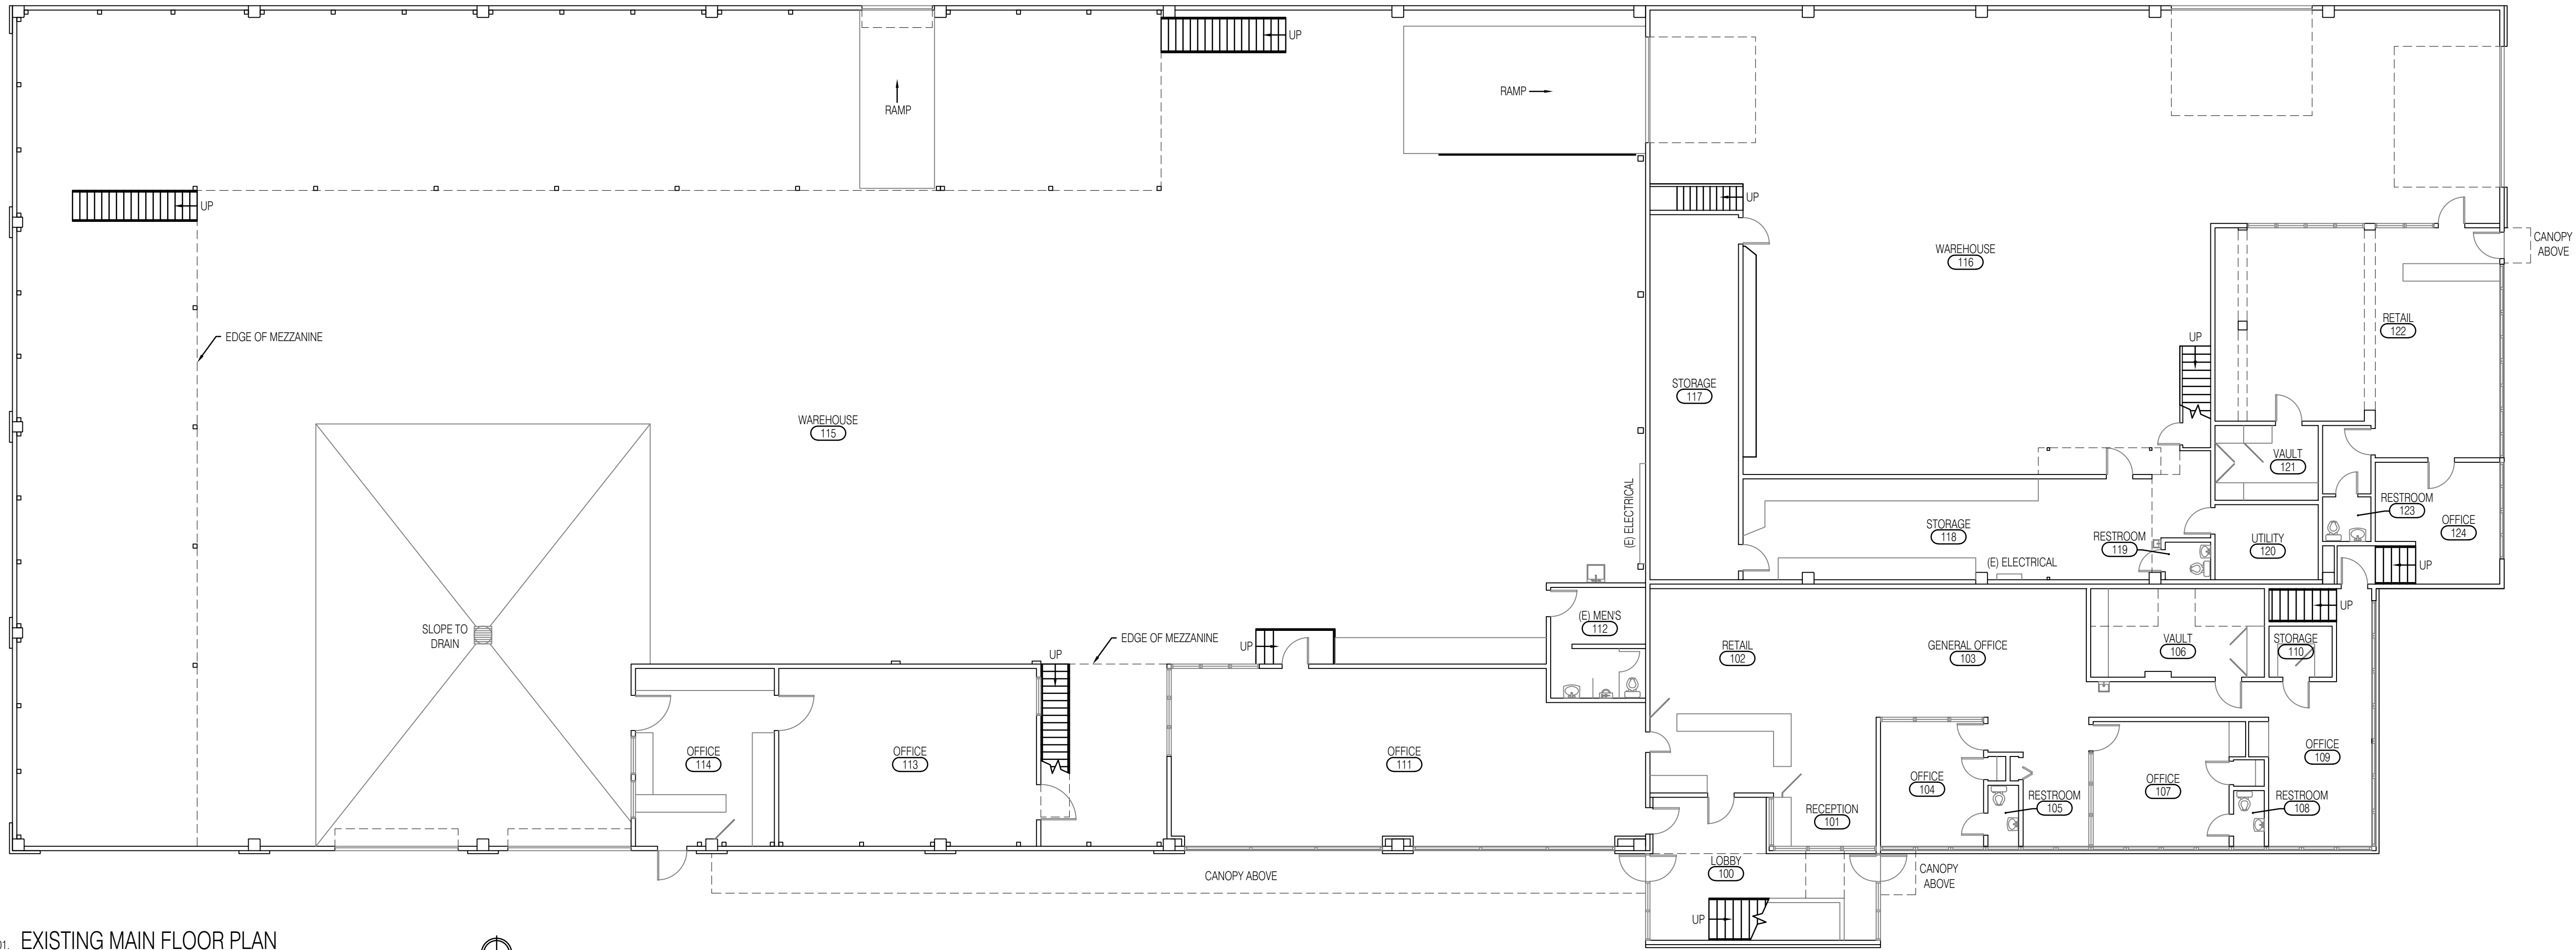 UP
RAMP
RAMP
UP
UP
EDGE OF MEZZANINE
WAREHOUSE
115
WAREHOUSE
116
CANOPY
ABOVE
RETAIL
122
UP
STORAGE
117
VAULT
121
RESTROOM
123
OFFICE
124
(E) ELECTRICAL
STORAGE
118
RESTROOM
119
UTILITY
120
(E) ELECTRICAL
UP
UP
SLOPE TO
DRAIN
(E) MEN'S
112
EDGE OF MEZZANINE
UP
UP
RETAIL
102
GENERAL OFFICE
103
VAULT
106
STORAGE
110
OFFICE
114
OFFICE
113
OFFICE
111
OFFICE
109
OFFICE
104
RESTROOM
105
OFFICE
107
RESTROOM
108
RECEPTION
101
LOBBY
100
CANOPY ABOVE
CANOPY
ABOVE
UP
01. EXISTING MAIN FLOOR PLAN